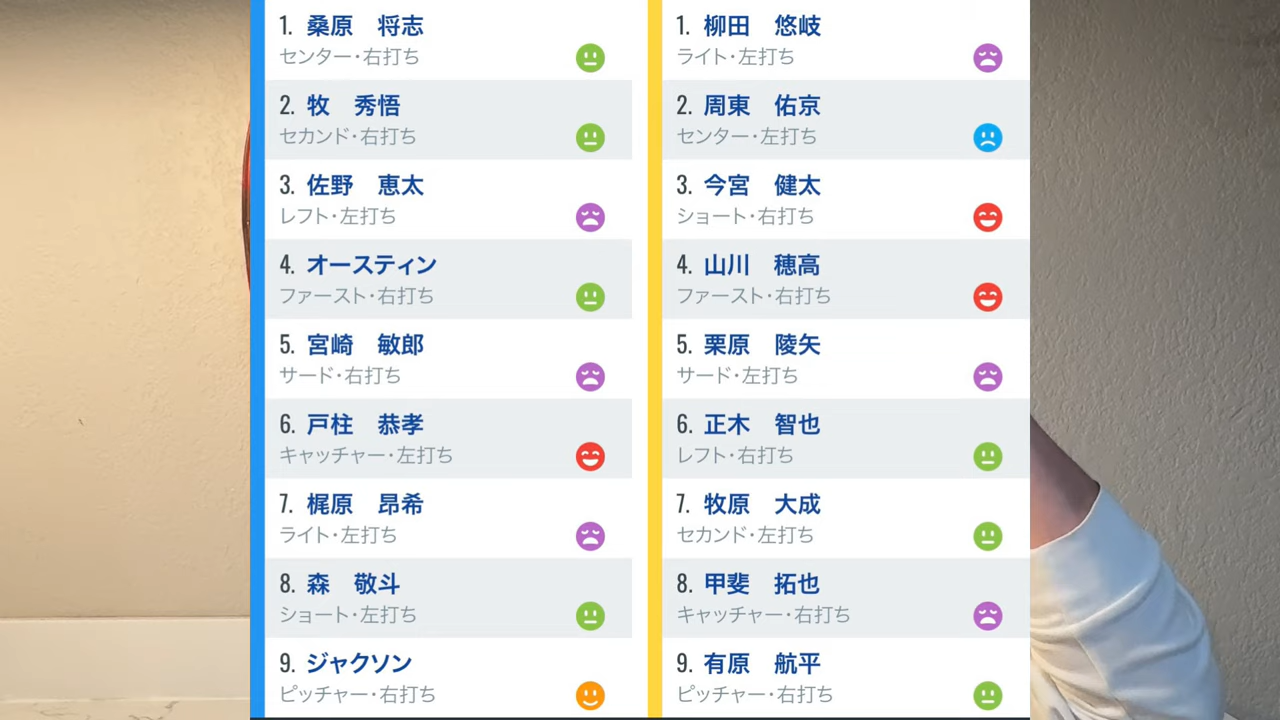 1. 桑原 将志
センター・右打ち
2. 牧 秀悟
セカンド・右打ち
3. 佐野 恵太
レフト・左打ち
4. オースティン
ファースト・右打ち
5. 宮崎 敏郎
サード・右打ち
6. 戸柱 恭孝
キャッチャー・左打ち
7. 梶原 昂希
ライト・左打ち
8. 森 敬斗
ショート・左打ち
9. ジャクソン
ピッチャー・右打ち
1. 柳田 悠岐
ライト・左打ち
2. 周東 佑京
センター・左打ち
3. 今宮 健太
ショート・右打ち
4. 山川 穂高
ファースト・右打ち
5. 栗原 陵矢
サード・左打ち
6. 正木 智也
レフト・右打ち
7. 牧原 大成
セカンド・左打ち
8. 甲斐 拓也
キャッチャー・右打ち
9. 有原 航平
ピッチャー・右打ち